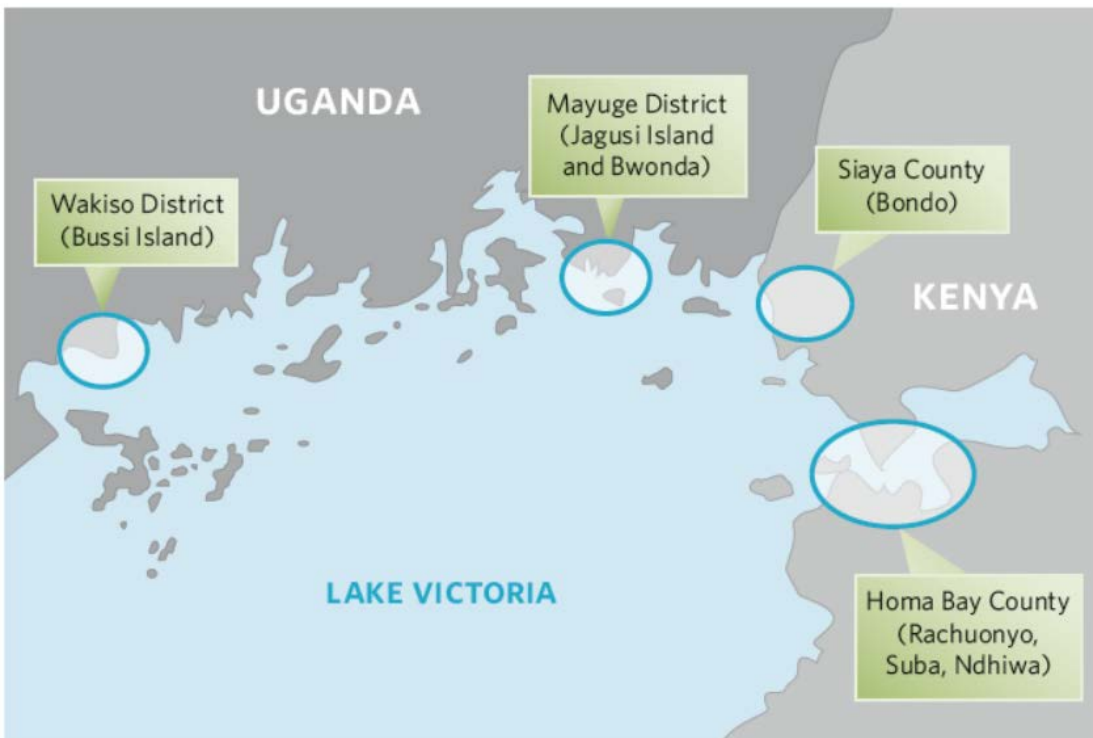 UGANDA
Mayuge District
(Jagusi Island
and Bwonda)
Siaya County
(Bondo)
Wakiso District
(Bussi Island)
KENYA
LAKE VICTORIA
Homa Bay County
(Rachuonyo,
Suba, Ndhiwa)